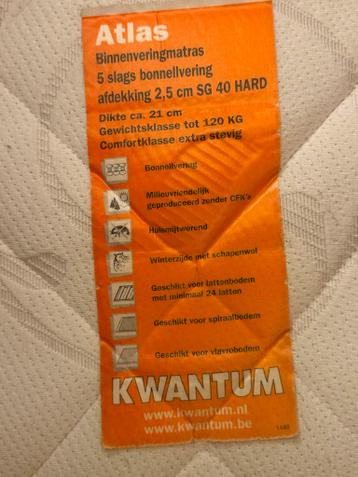 Atlas
Binnenveringmatras
5 slags bonnellvering
afdekking 2,5 cm SG 40 HARD
Dikte ca. 21 cm
Gewichtsklasse tot 120 KG
Comfortklasse extra stevig
Bonnellvering
Milieuvriendelijk
geproduceerd zonder CFK's
Huismijtwerend
Winterzijde met schapenwol
Geschikt voor lattenbodem
met minimaal 24 latten
Geschikt voor spiraalbodem
Geschikt voor vlavrobodem
KWANTUM
www.kwantum.nl
www.kwantum.be